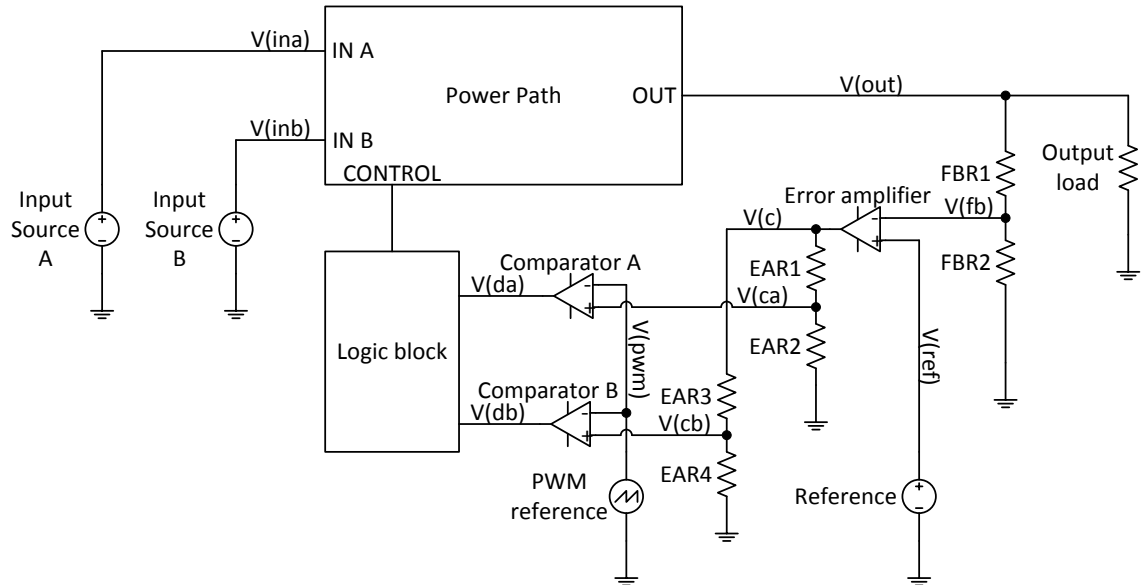 V(ina)
IN A
Power Path
OUT
V(out)
V(inb)
IN B
CONTROL
Input
Source
A
Input
Source
B
Error amplifier
FBR1
Output
load
V(c)
V(fb)
-
+
FBR2
Comparator A
EAR1
V(da)
-
+
V(ca)
Logic block
V(pwm)
EAR2
V(ref)
Comparator B
EAR3
V(db)
-
+
V(cb)
EAR4
PWM
reference
Reference
+
-
+
-
+
-